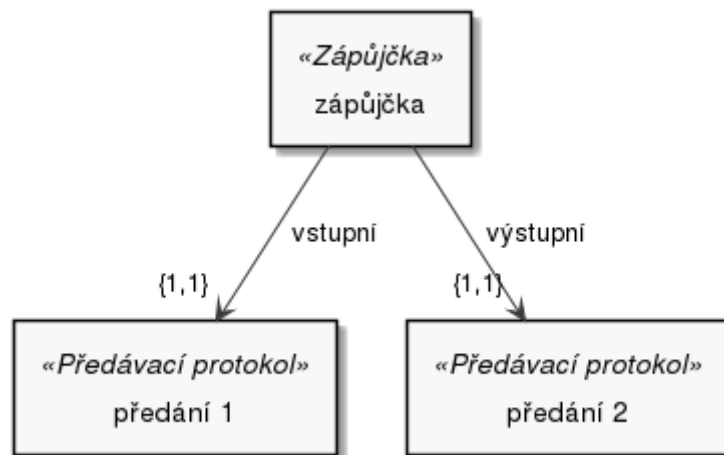 «Zápůjčka»
zápůjčka
vstupní
výstupní
{1,1}
{1,1}
«Předávací protokol»
předání 1
«Předávací protokol»
předání 2